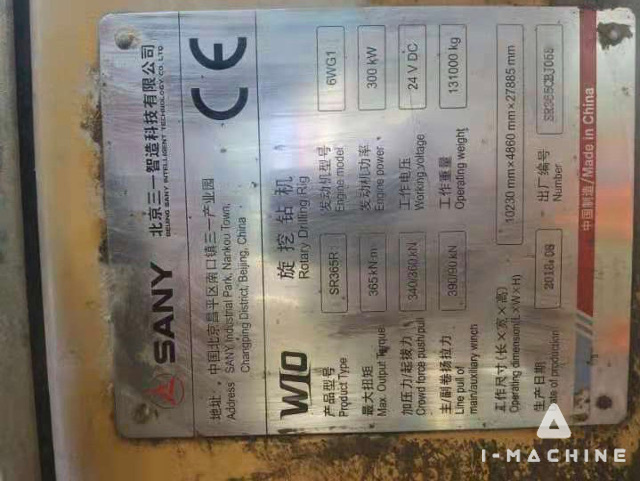 SANY
北京三一智造科技有限公司
BEIJING SANY INTELLIGENT TECHNOLOGY CO., LTD.
地址：中国北京昌平区南口镇三一产业园
Address SANY Industrial Park, Nankou Town,
Changping District, Beijing, China
CE
W10
旋挖钻机
Rotary Drilling Rig
产品型号 SR365R 发动机型号 6WG1
Product Type Engine model
最大扭矩 365 kN·m 发动机功率 300 kW
Max. Output Torque Engine power
加压力/起拔力 340/360 kN 工作电压 24 V DC
Crowd force push/pull Working voltage
主/副卷扬拉力 390/90 kN 工作重量 131000 kg
Line pull of Operating weight
main/auxiliary winch
工作尺寸(长×宽×高) 10230 mm×4860 mm×27885 mm
Operating dimension(L×W×H)
生产日期 2018.08 出厂编号
Date of production Number
中国制造/Made in China
I-MACHINE